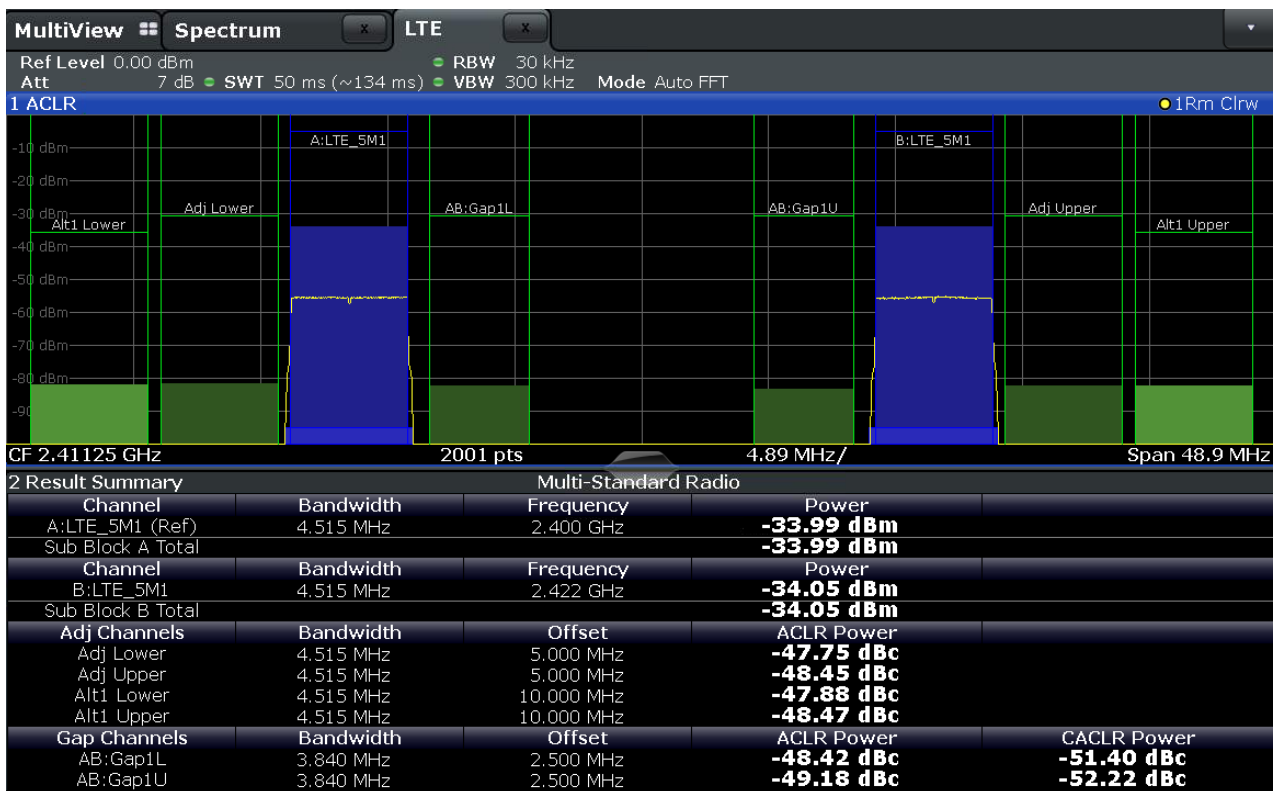 MultiView Spectrum x LTE x
Ref Level 0.00 dBm RBW 30 kHz
Att 7 dB SWT 50 ms (~134 ms) VBW 300 kHz Mode Auto FFT
1 ACLR 1Rm Clrw
A:LTE_5M1 B:LTE_5M1
-10 dBm
-20 dBm
Adj Lower AB:Gap1L AB:Gap1U Adj Upper
-30 dBm
Alt1 Lower Alt1 Upper
-40 dBm
-50 dBm
-60 dBm
-70 dBm
-80 dBm
-90
CF 2.41125 GHz 2001 pts 4.89 MHz/ Span 48.9 MHz
2 Result Summary Multi-Standard Radio
Channel Bandwidth Frequency Power
A:LTE_5M1 (Ref) 4.515 MHz 2.400 GHz -33.99 dBm
Sub Block A Total -33.99 dBm
Channel Bandwidth Frequency Power
B:LTE_5M1 4.515 MHz 2.422 GHz -34.05 dBm
Sub Block B Total -34.05 dBm
Adj Channels Bandwidth Offset ACLR Power
Adj Lower 4.515 MHz 5.000 MHz -47.75 dBc
Adj Upper 4.515 MHz 5.000 MHz -48.45 dBc
Alt1 Lower 4.515 MHz 10.000 MHz -47.88 dBc
Alt1 Upper 4.515 MHz 10.000 MHz -48.47 dBc
Gap Channels Bandwidth Offset ACLR Power CACLR Power
AB:Gap1L 3.840 MHz 2.500 MHz -48.42 dBc -51.40 dBc
AB:Gap1U 3.840 MHz 2.500 MHz -49.18 dBc -52.22 dBc